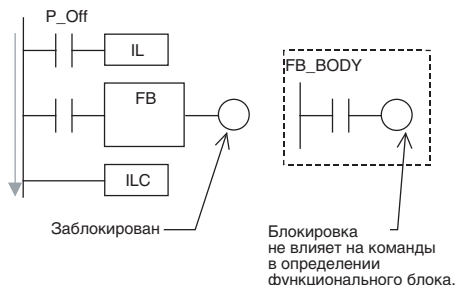 P_Off
IL
FB
ILC
FB_BODY
Заблокирован
Блокировка
не влияет на команды
в определении
функционального блока.